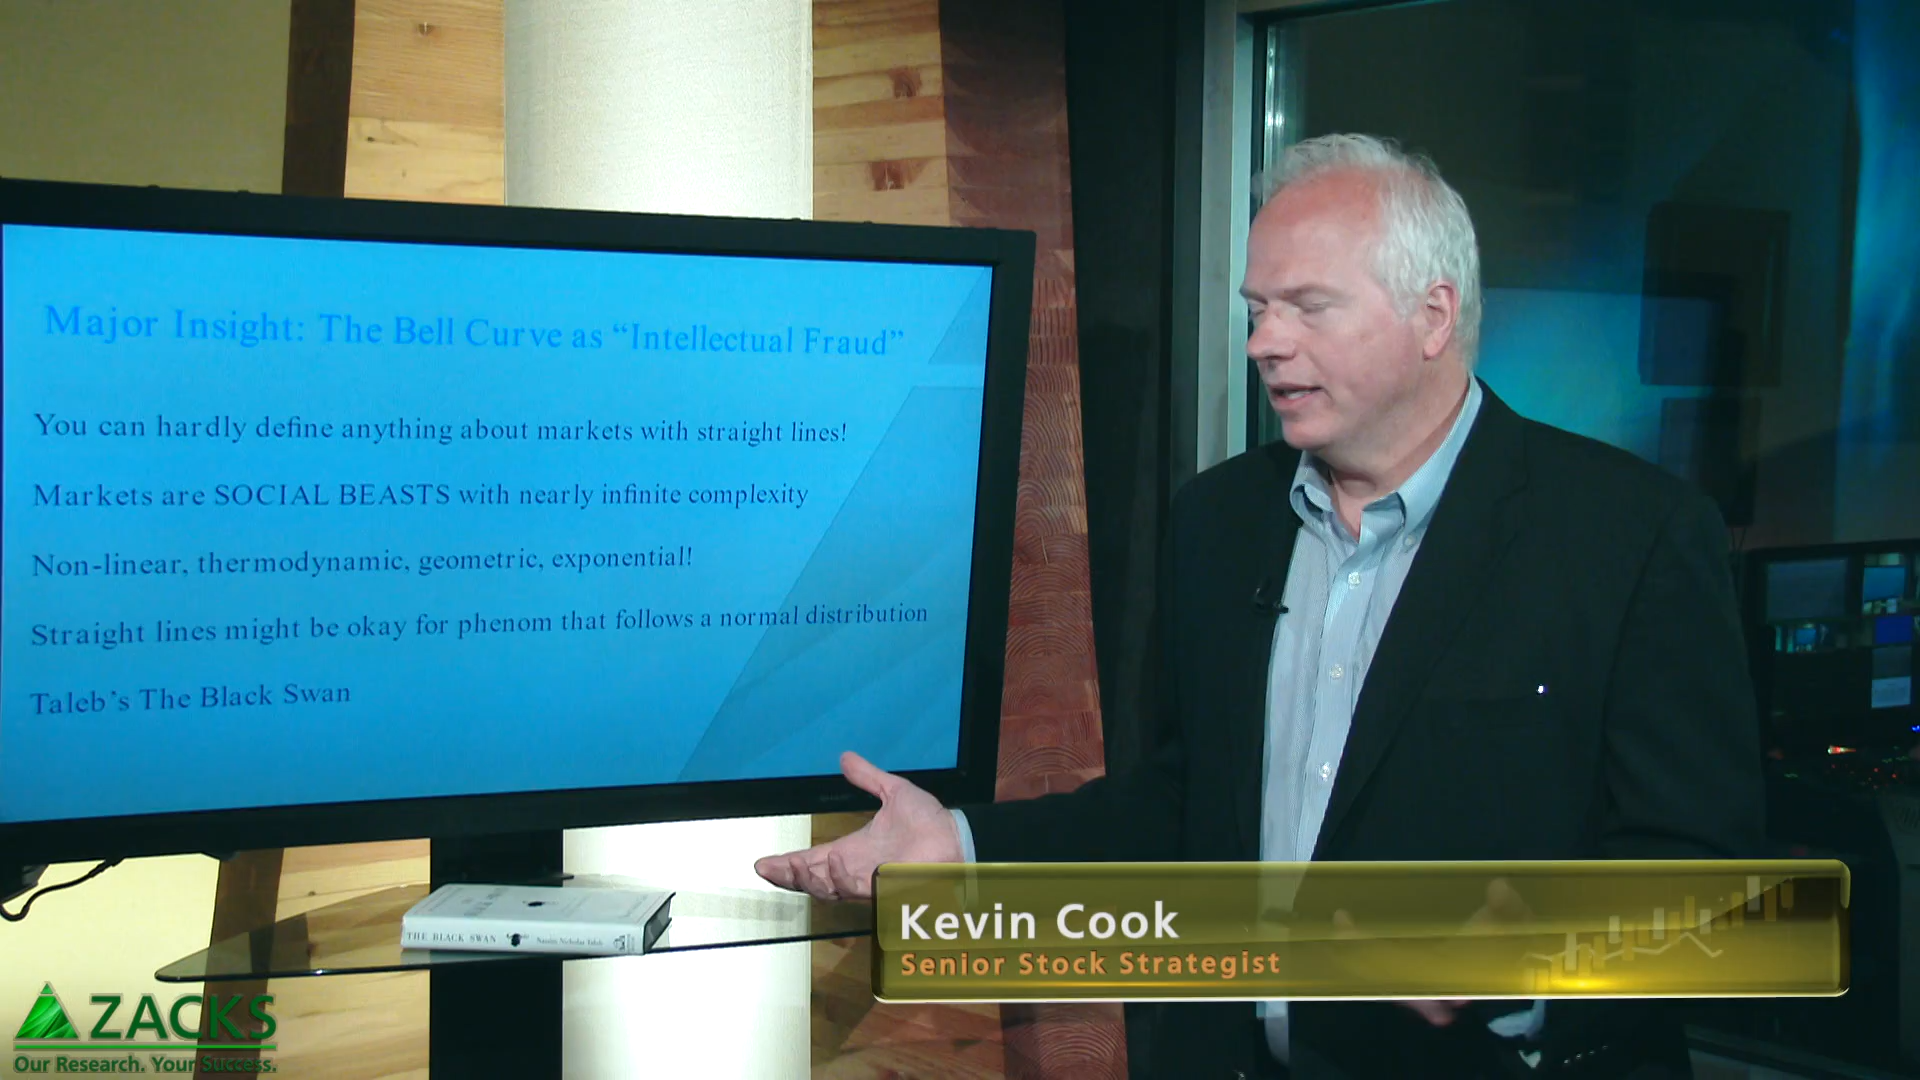 Major Insight: The Bell Curve as “Intellectual Fraud”
You can hardly define anything about markets with straight lines!
Markets are SOCIAL BEASTS with nearly infinite complexity
Non-linear, thermodynamic, geometric, exponential!
Straight lines might be okay for phenom that follows a normal distribution
Taleb’s The Black Swan
THE BLACK SWAN Nassim Nicholas Taleb
Kevin Cook
Senior Stock Strategist
ZACKS
Our Research. Your Success.